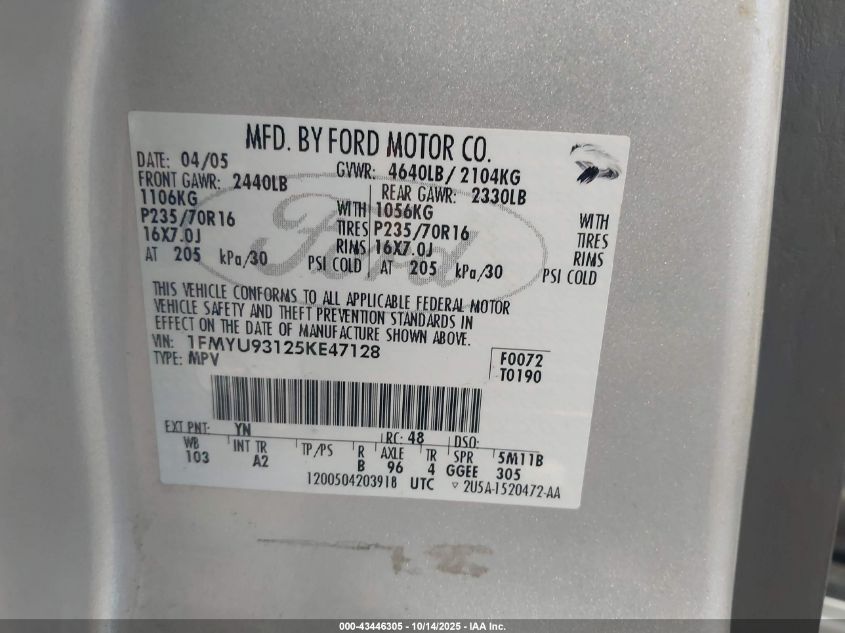 MFD. BY FORD MOTOR CO.
DATE: 04/05 GVWR: 4640LB/ 2104KG
FRONT GAWR: 2440LB REAR GAWR: 2330LB
1106KG WITH 1056KG WITH
P235/70R16 TIRES P235/70R16 TIRES
16X7.0J RIMS 16X7.0J RIMS
AT 205 kPa/30 PSI COLD AT 205 kPa/30 PSI COLD
Ford
THIS VEHICLE CONFORMS TO ALL APPLICABLE FEDERAL MOTOR
VEHICLE SAFETY AND THEFT PREVENTION STANDARDS IN
EFFECT ON THE DATE OF MANUFACTURE SHOWN ABOVE.
VIN: 1FMYU93125KE47128
TYPE: MPV
F0072
T0190
EXT PNT: YN RC: 48 DSO:
WB INT TR TP/PS R AXLE TR SPR 5M11B
103 A2 B 96 4 GGEE 305
12005042039 1B UTC ▿ 2U5A-1520472-AA
000-43446305 - 10/14/2025 - IAA Inc.